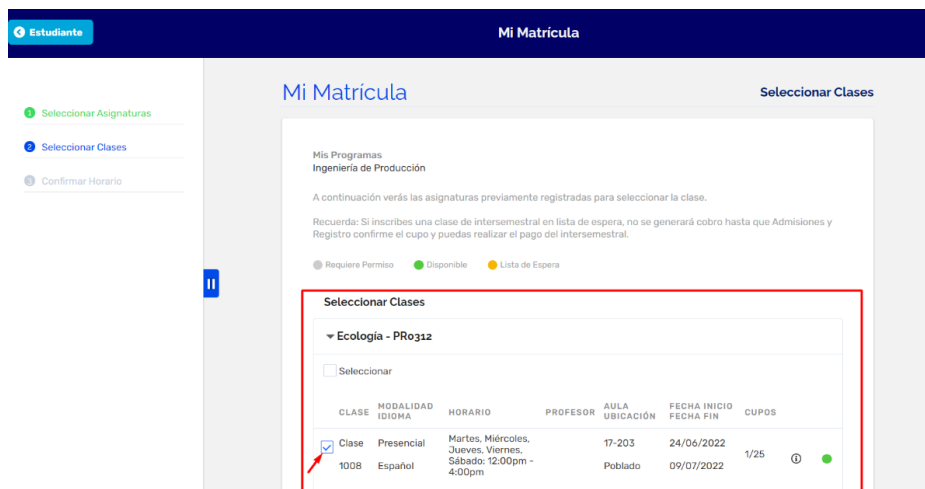 Estudiante
Mi Matrícula
Mi Matrícula
Seleccionar Clases
1 Seleccionar Asignaturas
2 Seleccionar Clases
3 Confirmar Horario
Mis Programas
Ingeniería de Producción
A continuación verás las asignaturas previamente registradas para seleccionar la clase.
Recuerda: Si inscribes una clase de intersemestral en lista de espera, no se generará cobro hasta que Admisiones y
Registro confirme el cupo y puedas realizar el pago del intersemestral.
Requiere Permiso Disponible Lista de Espera
Seleccionar Clases
Ecología - PR0312
Seleccionar
CLASE MODALIDAD IDIOMA HORARIO PROFESOR AULA UBICACIÓN FECHA INICIO FECHA FIN CUPOS
Clase Presencial Martes, Miércoles, 17-203 24/06/2022
Jueves, Viernes,
1008 Español Sábado: 12:00pm - Poblado 09/07/2022 1/25
4:00pm